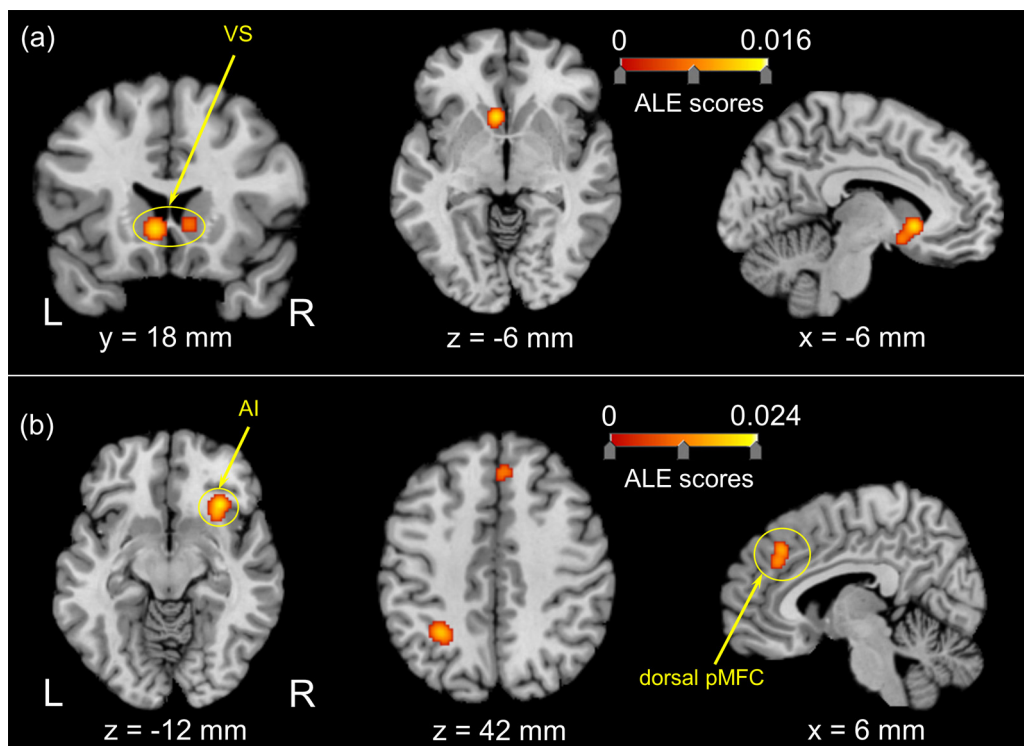 (a)
VS
0 0.016
ALE scores
L R
y = 18 mm
z = -6 mm
x = -6 mm
(b)
AI
0 0.024
ALE scores
dorsal pMFC
L R
z = -12 mm
z = 42 mm
x = 6 mm